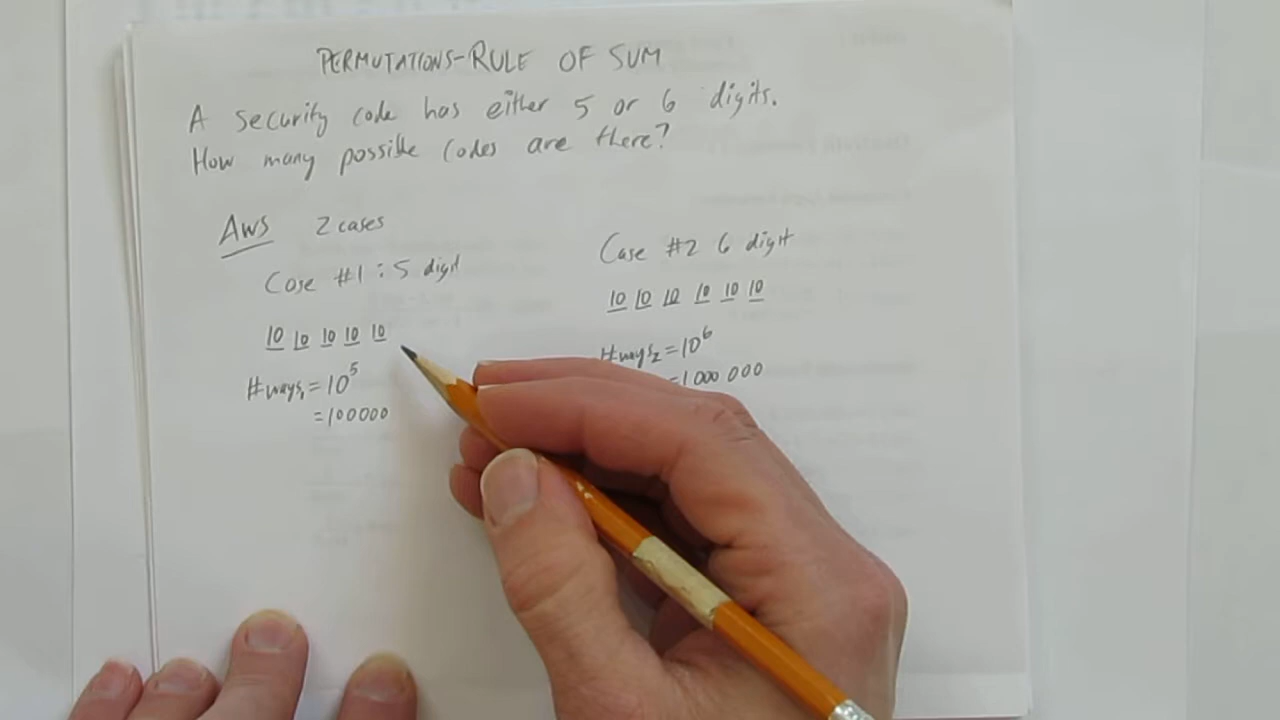 PERMUTATIONS-RULE OF SUM
A security code has either 5 or 6 digits.
How many possible codes are there?
Aws 2 cases
Case #1: 5 digit
10 10 10 10 10
#ways₁ = 10⁵
= 100000
Case #2 6 digit
10 10 10 10 10 10
#ways₂ = 10⁶
= 1 000 000